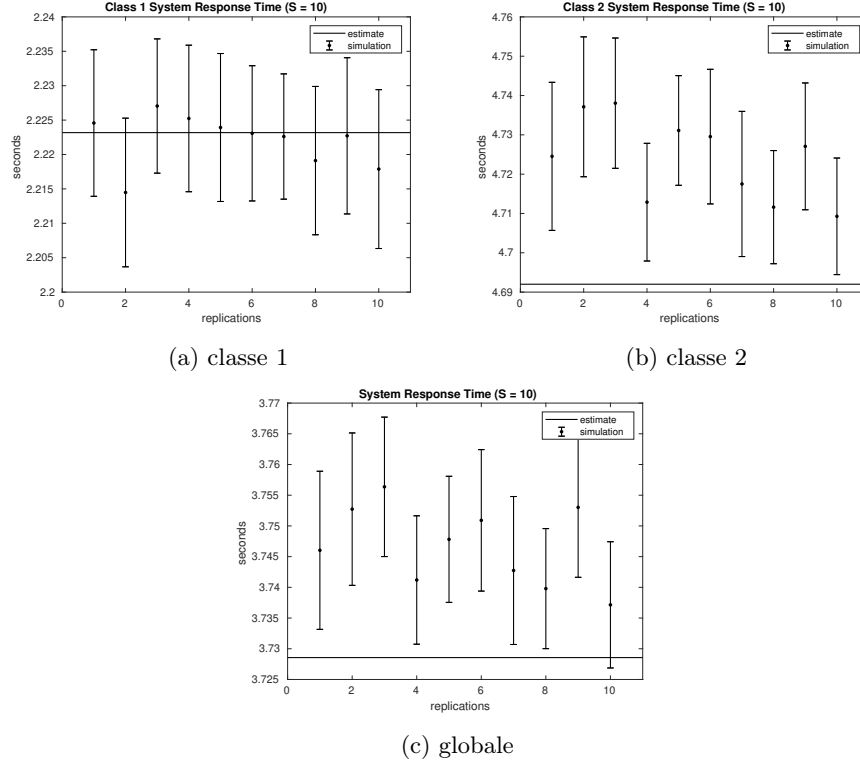 Class 1 System Response Time (S = 10)
2.24
2.235
2.23
2.225
2.22
2.215
2.21
2.205
2.2
seconds
estimate
simulation
0 2 4 6 8 10
replications
(a) classe 1
Class 2 System Response Time (S = 10)
4.76
4.75
4.74
4.73
4.72
4.71
4.7
4.69
seconds
estimate
simulation
0 2 4 6 8 10
replications
(b) classe 2
System Response Time (S = 10)
3.77
3.765
3.76
3.755
3.75
3.745
3.74
3.735
3.73
3.725
seconds
estimate
simulation
0 2 4 6 8 10
replications
(c) globale